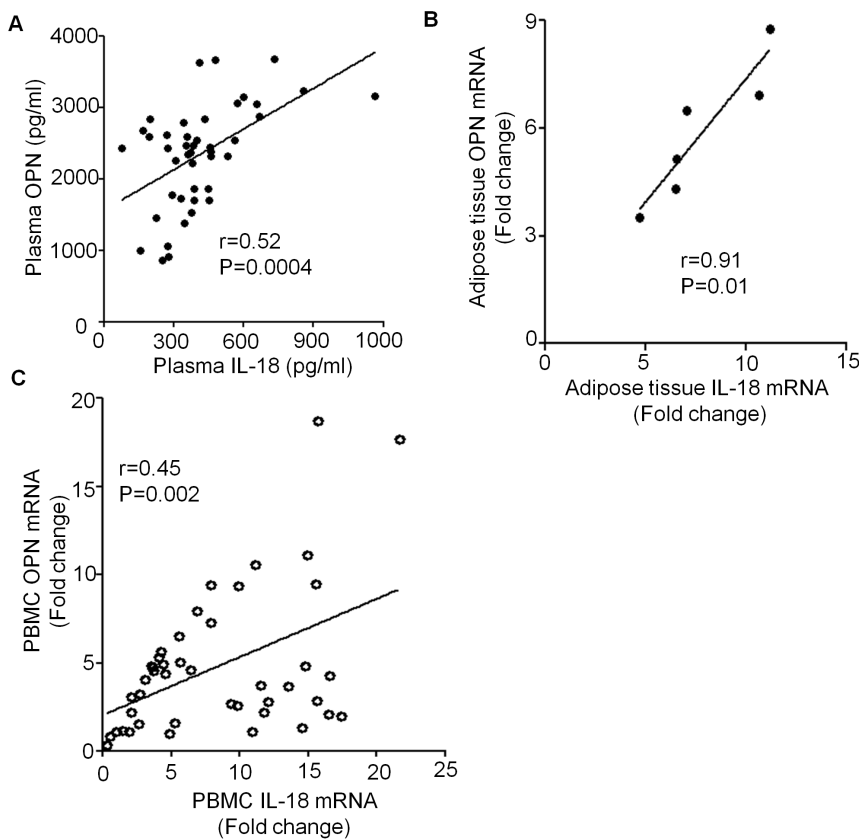 A
Plasma OPN (pg/ml)
4000
3000
2000
1000
0
r=0.52
P=0.0004
0 300 600 900 1000
Plasma IL-18 (pg/ml)
B
Adipose tissue OPN mRNA
(Fold change)
9
6
3
0
r=0.91
P=0.01
0 5 10 15
Adipose tissue IL-18 mRNA
(Fold change)
C
PBMC OPN mRNA
(Fold change)
20
15
10
5
0
r=0.45
P=0.002
0 5 10 15 20 25
PBMC IL-18 mRNA
(Fold change)